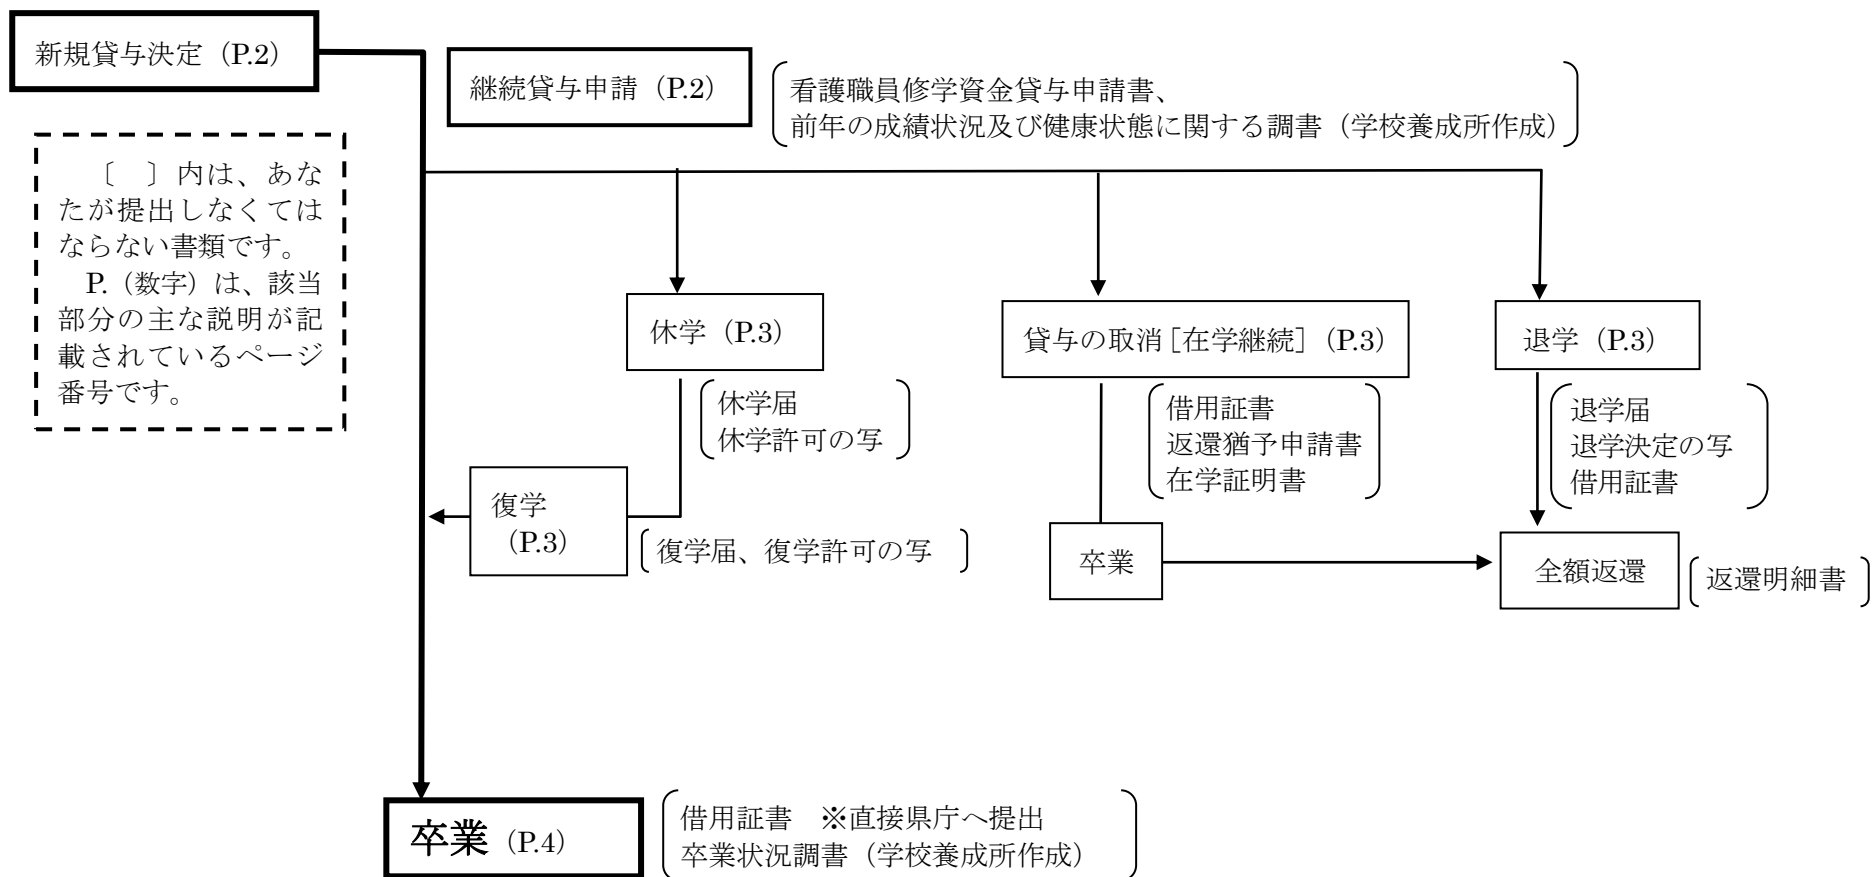 新規貸与決定（P.2）
継続貸与申請（P.2）
看護職員修学資金貸与申請書、
前年の成績状況及び健康状態に関する調書（学校養成所作成）
〔　〕内は、あな
たが提出しなくては
ならない書類です。
P.（数字）は、該当
部分の主な説明が記
載されているページ
番号です。
休学（P.3）
貸与の取消［在学継続］（P.3）
退学（P.3）
休学届
休学許可の写
借用証書
返還猶予申請書
在学証明書
退学届
退学決定の写
借用証書
復学
（P.3）
復学届、復学許可の写
卒業
全額返還
返還明細書
卒業（P.4）
借用証書　※直接県庁へ提出
卒業状況調書（学校養成所作成）